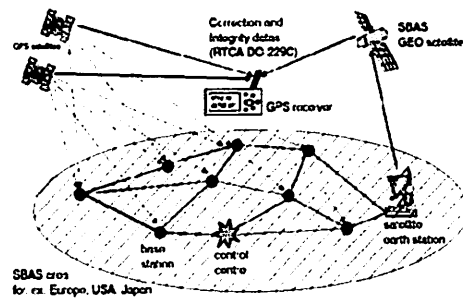 Correction and
Integrity datas
(RTCA DO 229C)
SBAS
GEO satellite
GPS satellites
GPS receiver
base
station
control
centre
satellite
earth station
SBAS area
for ex. Europe, USA, Japan